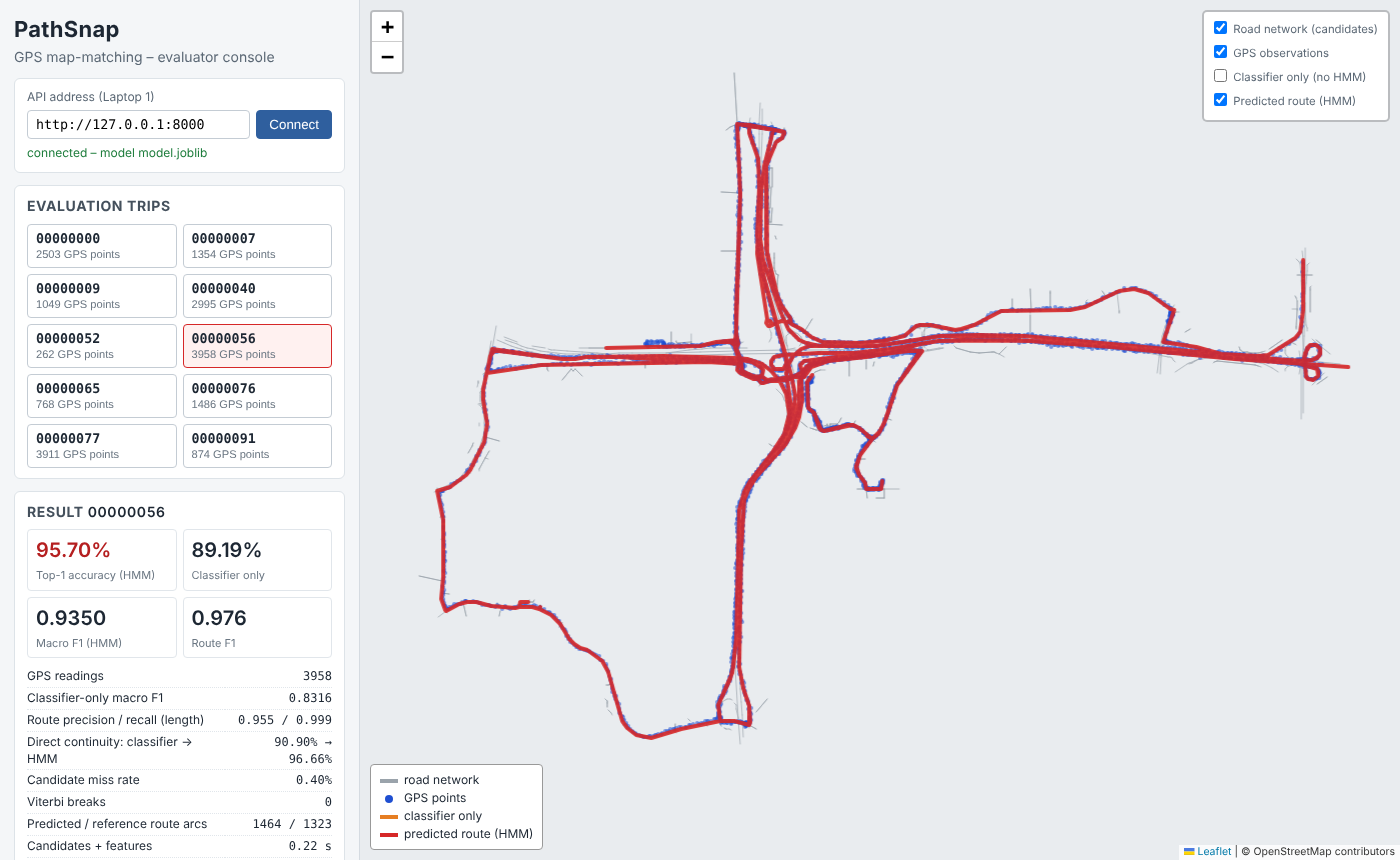 PathSnap
GPS map-matching – evaluator console
API address (Laptop 1)
http://127.0.0.1:8000
Connect
connected – model model.joblib
EVALUATION TRIPS
00000000
2503 GPS points
00000007
1354 GPS points
00000009
1049 GPS points
00000040
2995 GPS points
00000052
262 GPS points
00000056
3958 GPS points
00000065
768 GPS points
00000076
1486 GPS points
00000077
3911 GPS points
00000091
874 GPS points
RESULT 00000056
95.70%
Top-1 accuracy (HMM)
89.19%
Classifier only
0.9350
Macro F1 (HMM)
0.976
Route F1
GPS readings 3958
Classifier-only macro F1 0.8316
Route precision / recall (length) 0.955 / 0.999
Direct continuity: classifier → 90.90% →
HMM 96.66%
Candidate miss rate 0.40%
Viterbi breaks 0
Predicted / reference route arcs 1464 / 1323
Candidates + features 0.22 s
+
−
Road network (candidates)
GPS observations
Classifier only (no HMM)
Predicted route (HMM)
road network
GPS points
classifier only
predicted route (HMM)
Leaflet | © OpenStreetMap contributors